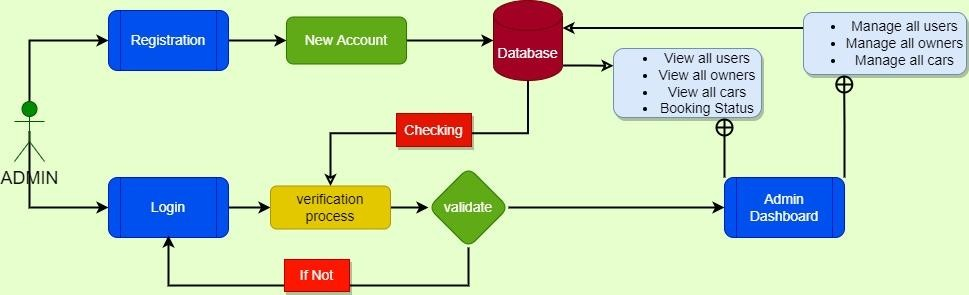 Registration
New Account
Database
• Manage all users
• Manage all owners
• Manage all cars
• View all users
• View all owners
• View all cars
• Booking Status
Checking
ADMIN
Login
verification
process
validate
Admin
Dashboard
If Not